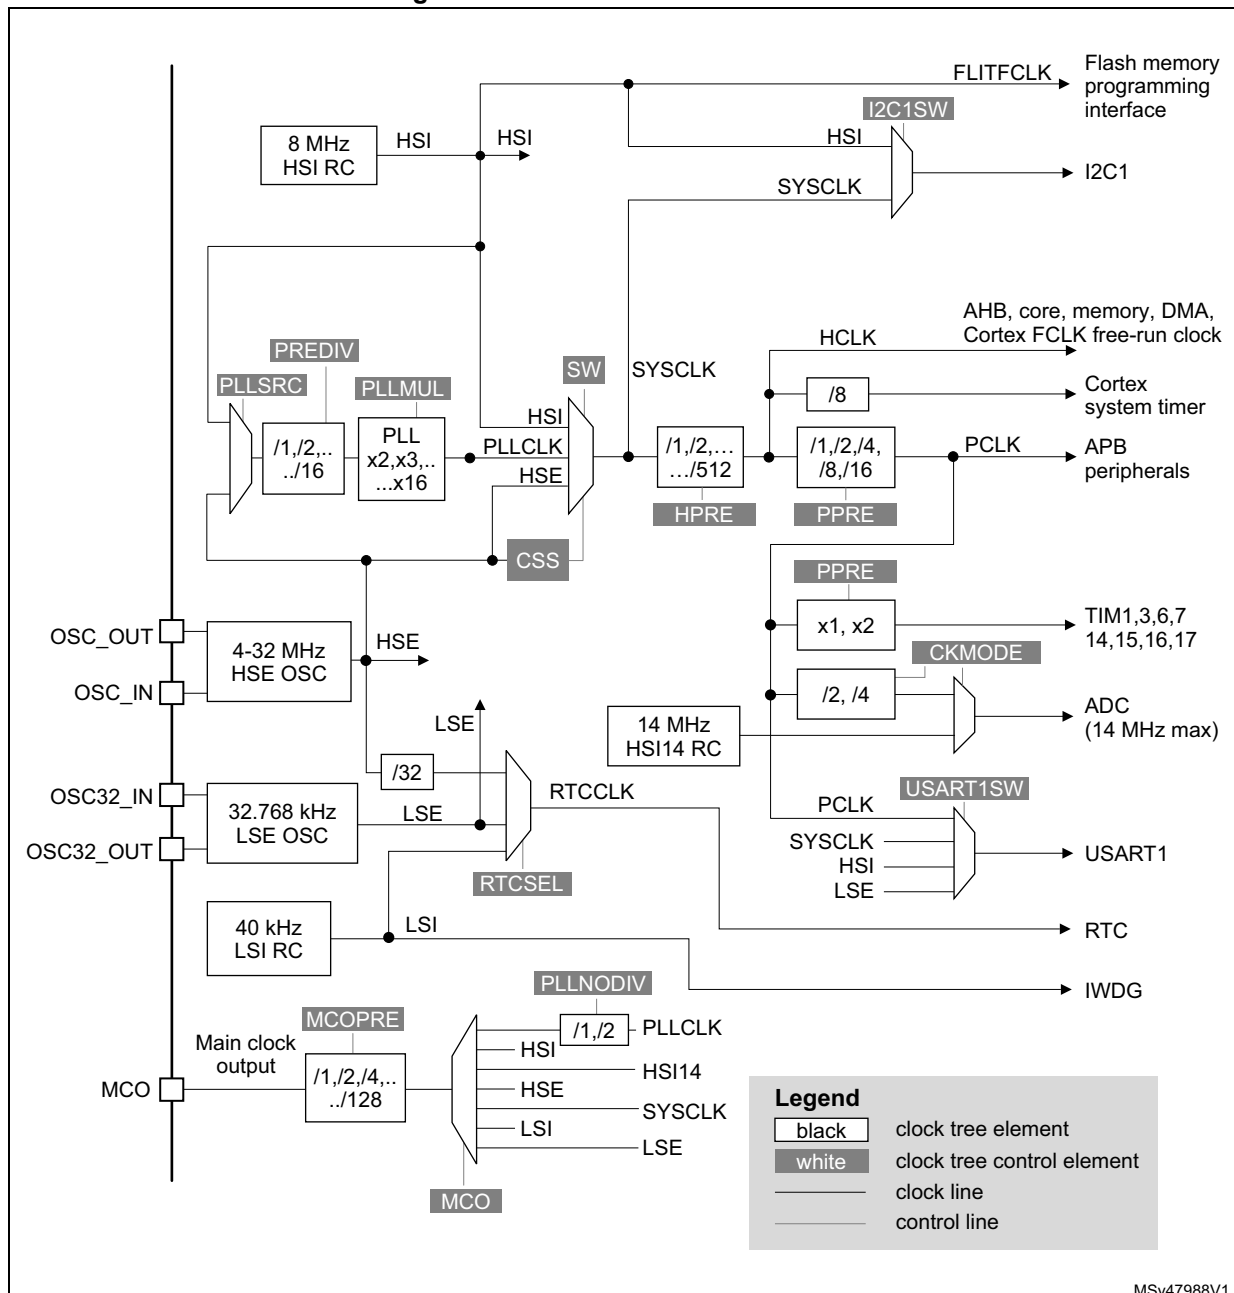 FLITFCLK
Flash memory
programming
interface
I2C1SW
8 MHz
HSI RC
HSI
HSI
HSI
SYSCLK
I2C1
AHB, core, memory, DMA,
Cortex FCLK free-run clock
HCLK
PREDIV
PLLSRC
PLLMUL
SW
SYSCLK
/8
Cortex
system timer
HSI
PLLCLK
HSE
/1,/2,..
../16
PLL
x2,x3,..
...x16
/1,/2,...
.../512
/1,/2,/4,
/8,/16
PCLK
APB
peripherals
HPRE
PPRE
CSS
PPRE
OSC_OUT
OSC_IN
4-32 MHz
HSE OSC
HSE
x1, x2
TIM1,3,6,7
14,15,16,17
CKMODE
/2, /4
14 MHz
HSI14 RC
ADC
(14 MHz max)
LSE
/32
OSC32_IN
OSC32_OUT
32.768 kHz
LSE OSC
LSE
RTCCLK
RTCSEL
USART1SW
PCLK
SYSCLK
HSI
LSE
USART1
40 kHz
LSI RC
LSI
RTC
IWDG
PLLNODIV
MCOPRE
Main clock
output
MCO
/1,/2,/4,..
../128
/1,/2
PLLCLK
HSI
HSI14
HSE
SYSCLK
LSI
LSE
MCO
Legend
black
clock tree element
white
clock tree control element
clock line
control line
MSv47988V1